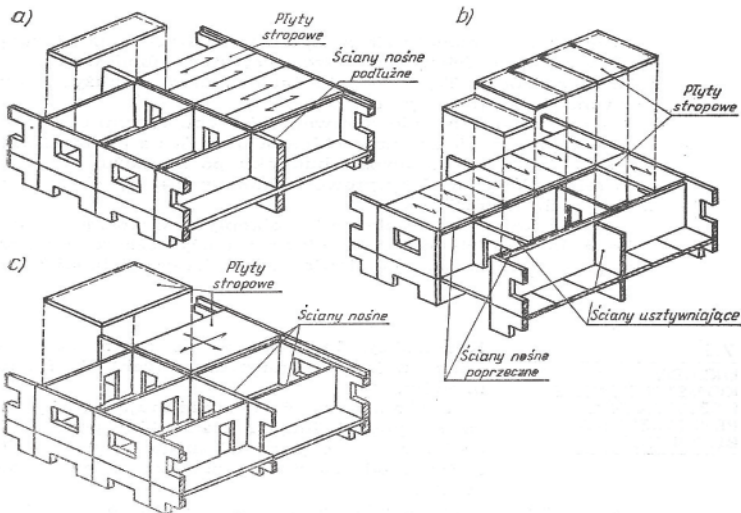 a)
Płyty
stropowe
Ściany nośne
podłużne
b)
Płyty
stropowe
Ściany usztywniające
Ściany nośne
poprzeczne
c)
Płyty
stropowe
Ściany nośne